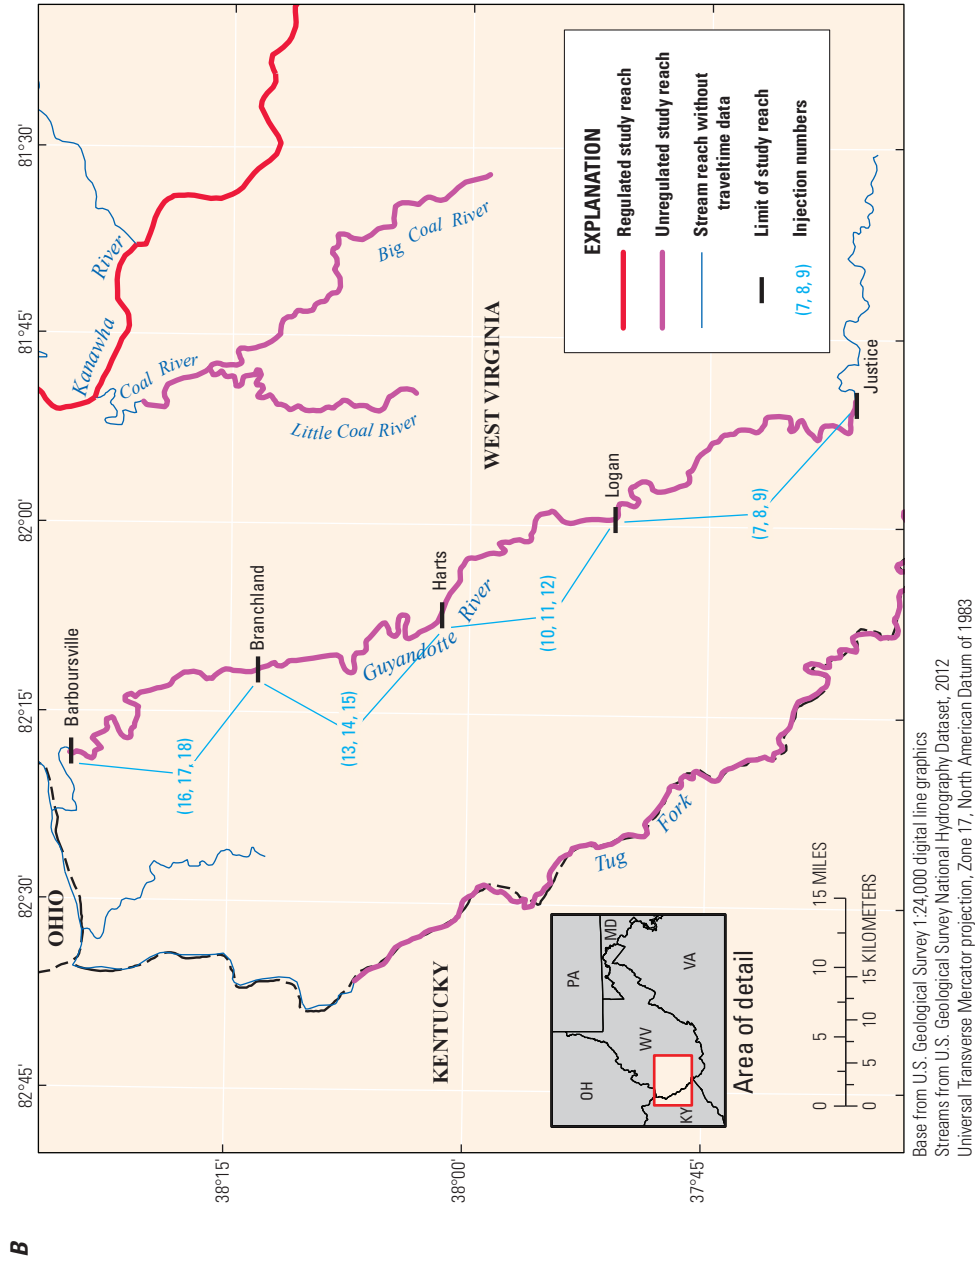 B
82°45'
82°30'
82°15'
82°00'
81°45'
81°30'
38°15'
38°00'
37°45'
OHIO
KENTUCKY
WEST VIRGINIA
Barboursville
Branchland
Harts
Logan
Justice
(16, 17, 18)
(13, 14, 15)
(10, 11, 12)
(7, 8, 9)
Guyandotte River
Tug Fork
Kanawha River
Coal River
Little Coal River
Big Coal River
EXPLANATION
Regulated study reach
Unregulated study reach
Stream reach without
traveltime data
Limit of study reach
(7, 8, 9) Injection numbers
OH
PA
MD
WV
VA
KY
Area of detail
0 5 10 15 MILES
0 5 10 15 KILOMETERS
Base from U.S. Geological Survey 1:24,000 digital line graphics
Streams from U.S. Geological Survey National Hydrography Dataset, 2012
Universal Transverse Mercator projection, Zone 17, North American Datum of 1983